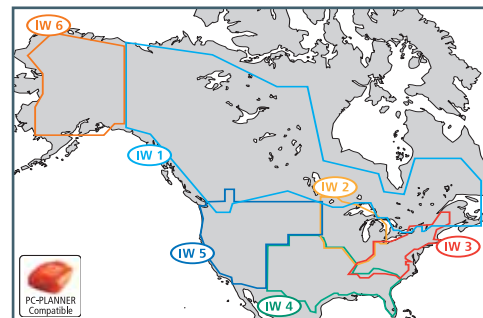 IW 6
IW 1
IW 2
IW 3
IW 5
IW 4
PC-PLANNER
Compatible